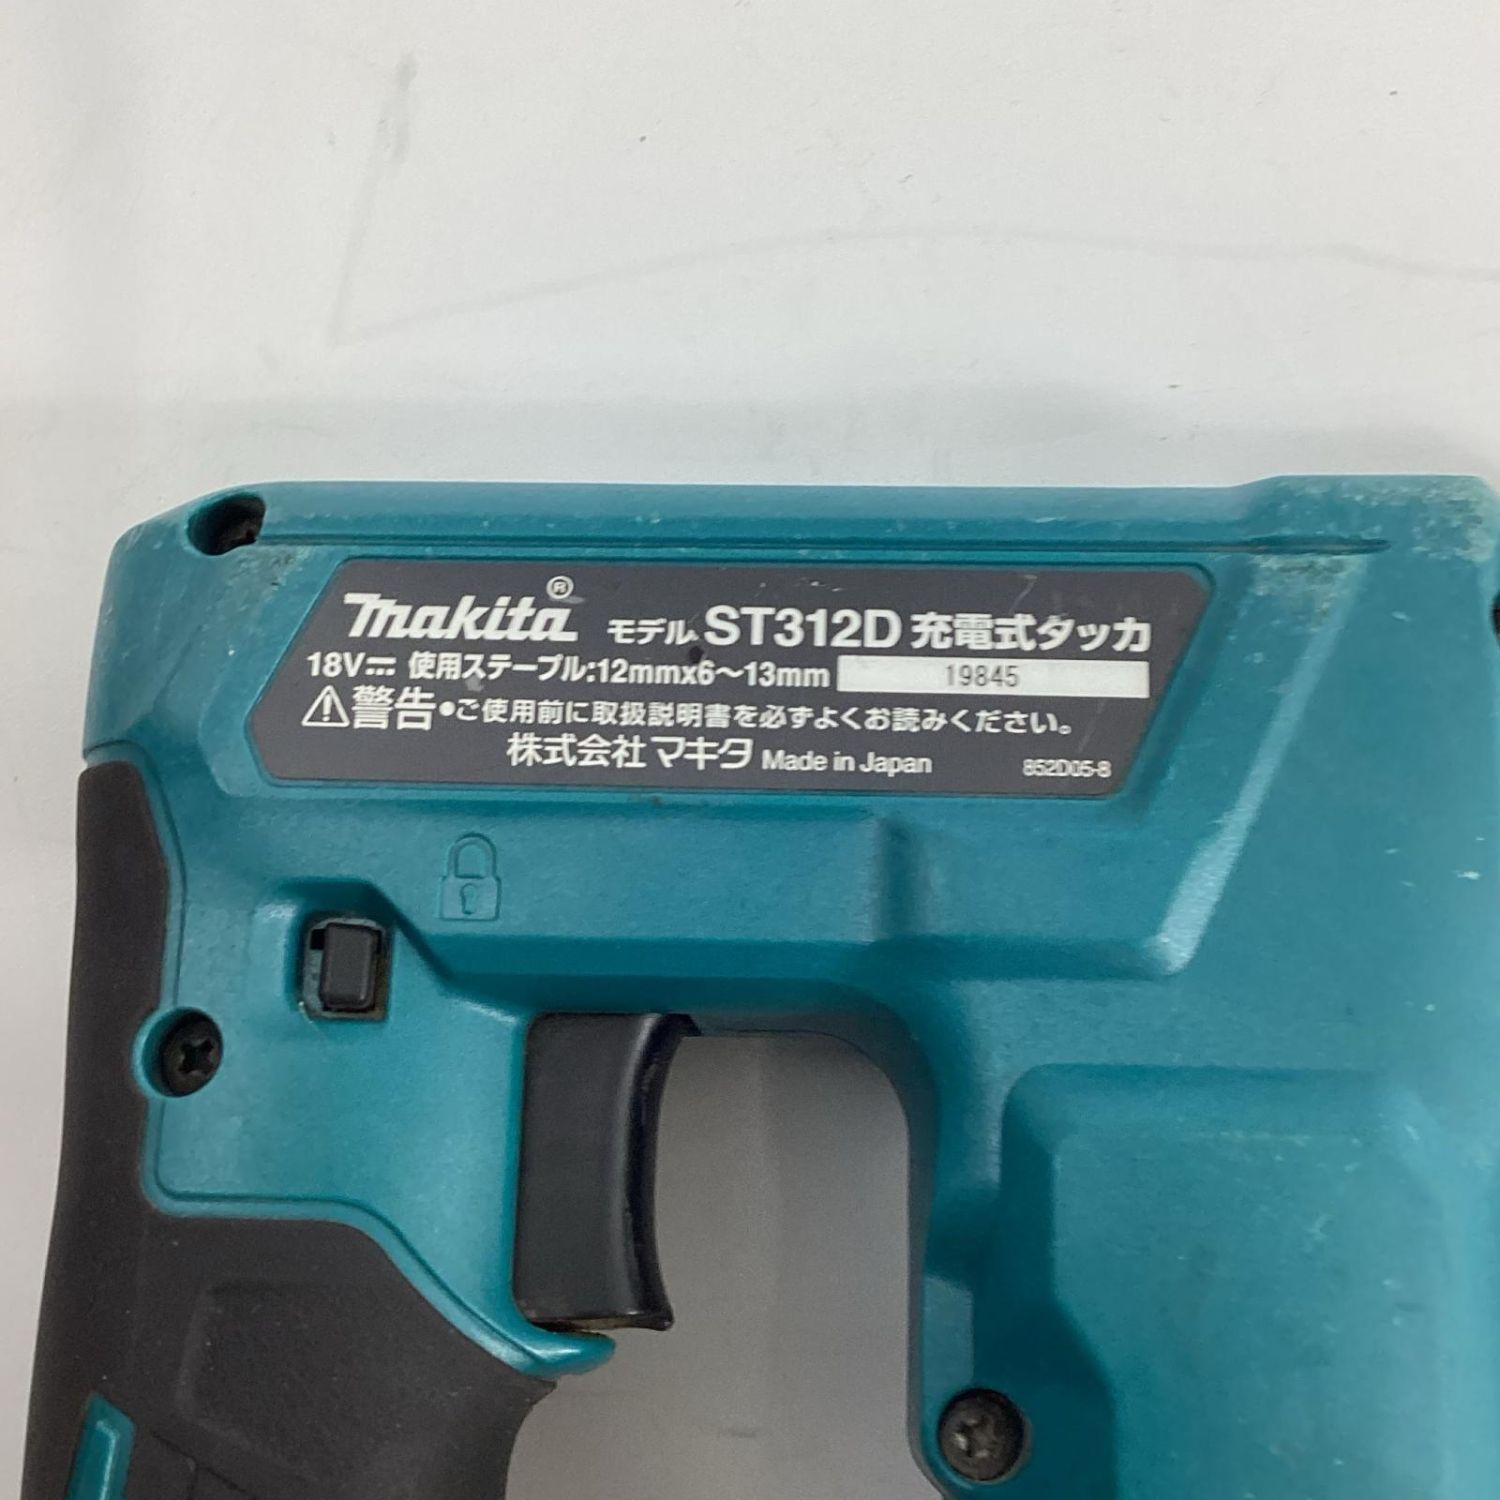 makita® モデル ST312D 充電式タッカ
18V⎓ 使用ステープル:12mmx6〜13mm 19845
⚠警告 •ご使用前に取扱説明書を必ずよくお読みください。
株式会社マキタ Made in Japan 852D05-8